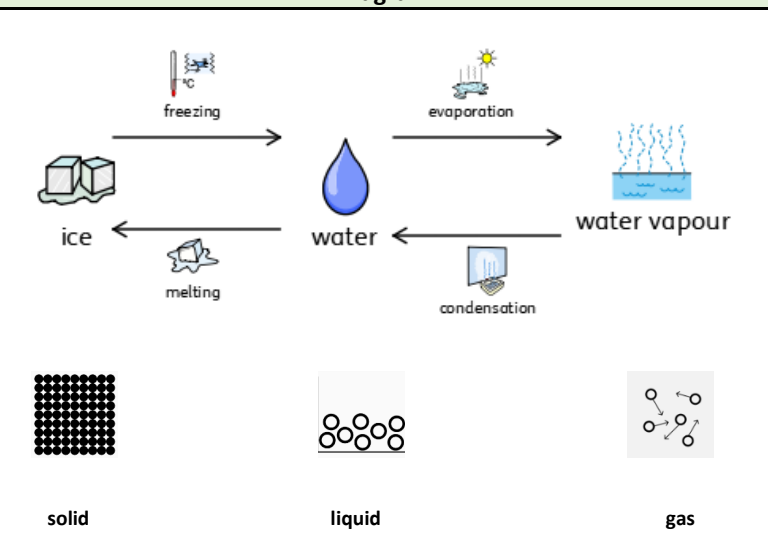 °C
freezing
evaporation
ice
water
water vapour
melting
condensation
solid
liquid
gas